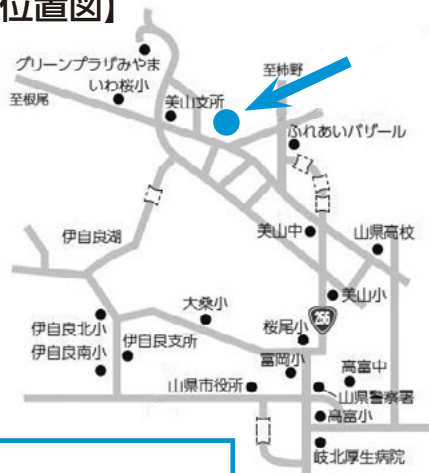 位置図】
グリーンプラザみやま
いわ桜小
至根尾
美山支所
至柿野
ふれあいバザール
伊自良湖
美山中
山県高校
美山小
大桑小
256
伊自良北小
桜尾小
伊自良南小
伊自良支所
富岡小
高富中
山県市役所
山県警察署
高富小
岐北厚生病院